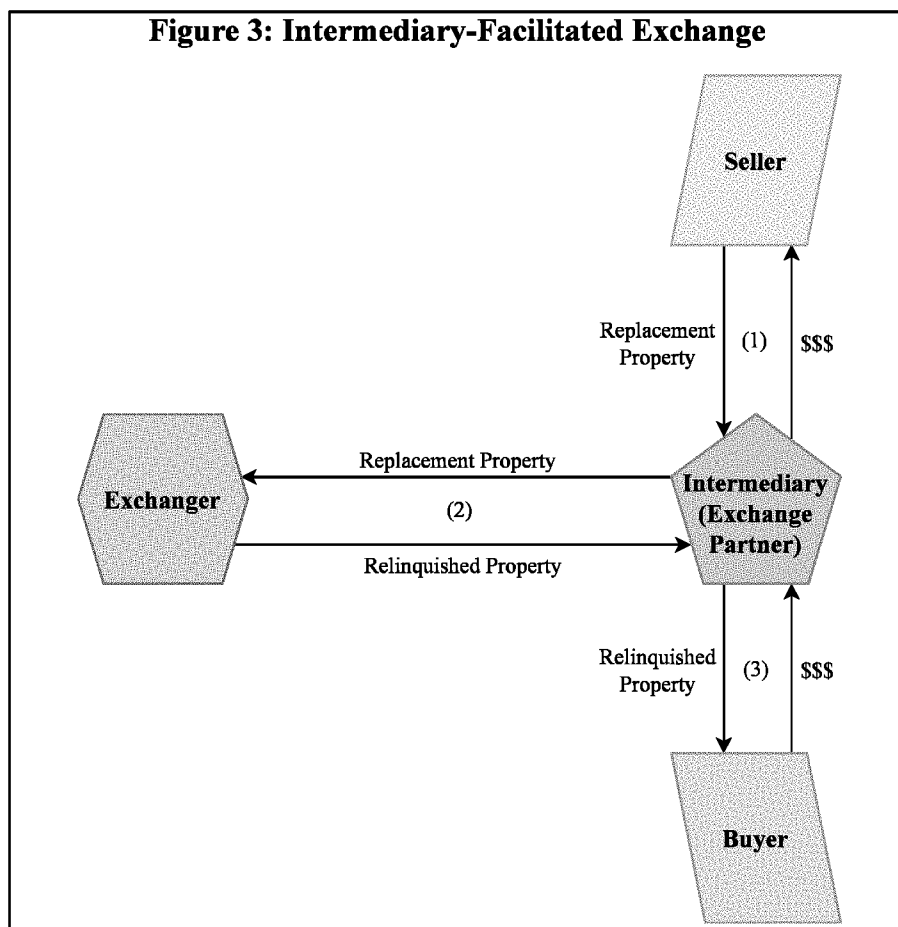 Figure 3: Intermediary-Facilitated Exchange
Seller
Replacement
Property
(1)
$$$
Replacement Property
Exchanger
(2)
Relinquished Property
Intermediary
(Exchange
Partner)
Relinquished
Property
(3)
$$$
Buyer